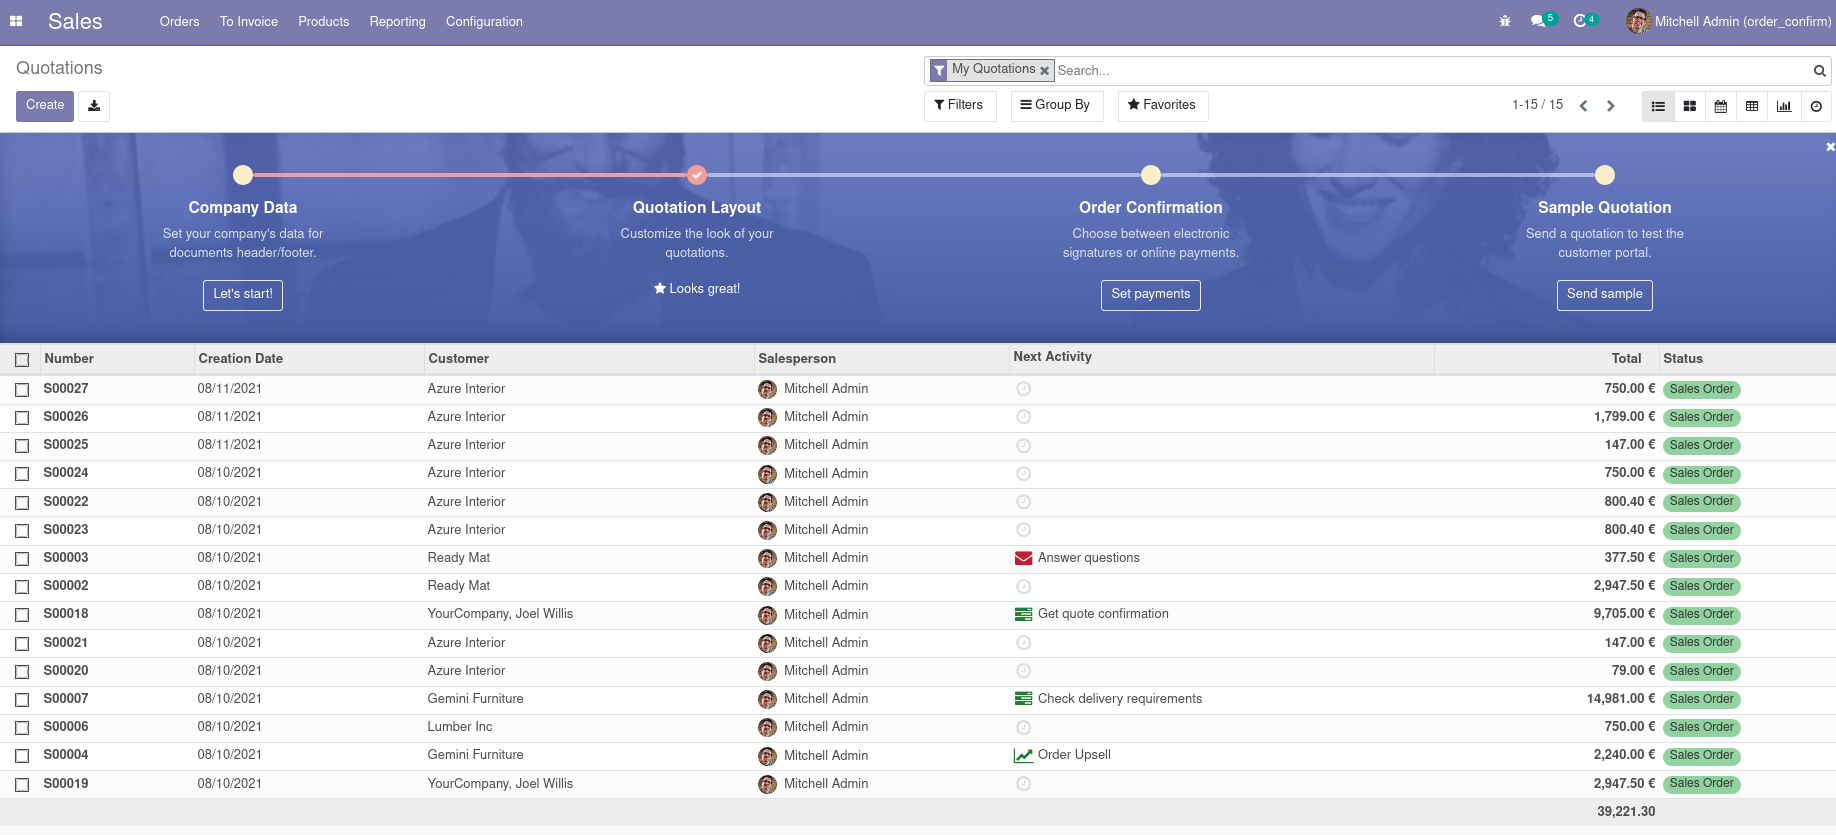 Sales Orders To Invoice Products Reporting Configuration 5 4 Mitchell Admin (order_confirm)
Quotations
My Quotations Search...
Create Filters Group By Favorites 1-15 / 15
Company Data Quotation Layout Order Confirmation Sample Quotation
Set your company's data for Customize the look of your Choose between electronic Send a quotation to test the
documents header/footer. quotations. signatures or online payments. customer portal.
Let's start! Looks great! Set payments Send sample
Number Creation Date Customer Salesperson Next Activity Total Status
S00027 08/11/2021 Azure Interior Mitchell Admin 750.00 € Sales Order
S00026 08/11/2021 Azure Interior Mitchell Admin 1,799.00 € Sales Order
S00025 08/11/2021 Azure Interior Mitchell Admin 147.00 € Sales Order
S00024 08/10/2021 Azure Interior Mitchell Admin 750.00 € Sales Order
S00022 08/10/2021 Azure Interior Mitchell Admin 800.40 € Sales Order
S00023 08/10/2021 Azure Interior Mitchell Admin 800.40 € Sales Order
S00003 08/10/2021 Ready Mat Mitchell Admin Answer questions 377.50 € Sales Order
S00002 08/10/2021 Ready Mat Mitchell Admin 2,947.50 € Sales Order
S00018 08/10/2021 YourCompany, Joel Willis Mitchell Admin Get quote confirmation 9,705.00 € Sales Order
S00021 08/10/2021 Azure Interior Mitchell Admin 147.00 € Sales Order
S00020 08/10/2021 Azure Interior Mitchell Admin 79.00 € Sales Order
S00007 08/10/2021 Gemini Furniture Mitchell Admin Check delivery requirements 14,981.00 € Sales Order
S00006 08/10/2021 Lumber Inc Mitchell Admin 750.00 € Sales Order
S00004 08/10/2021 Gemini Furniture Mitchell Admin Order Upsell 2,240.00 € Sales Order
S00019 08/10/2021 YourCompany, Joel Willis Mitchell Admin 2,947.50 € Sales Order
39,221.30